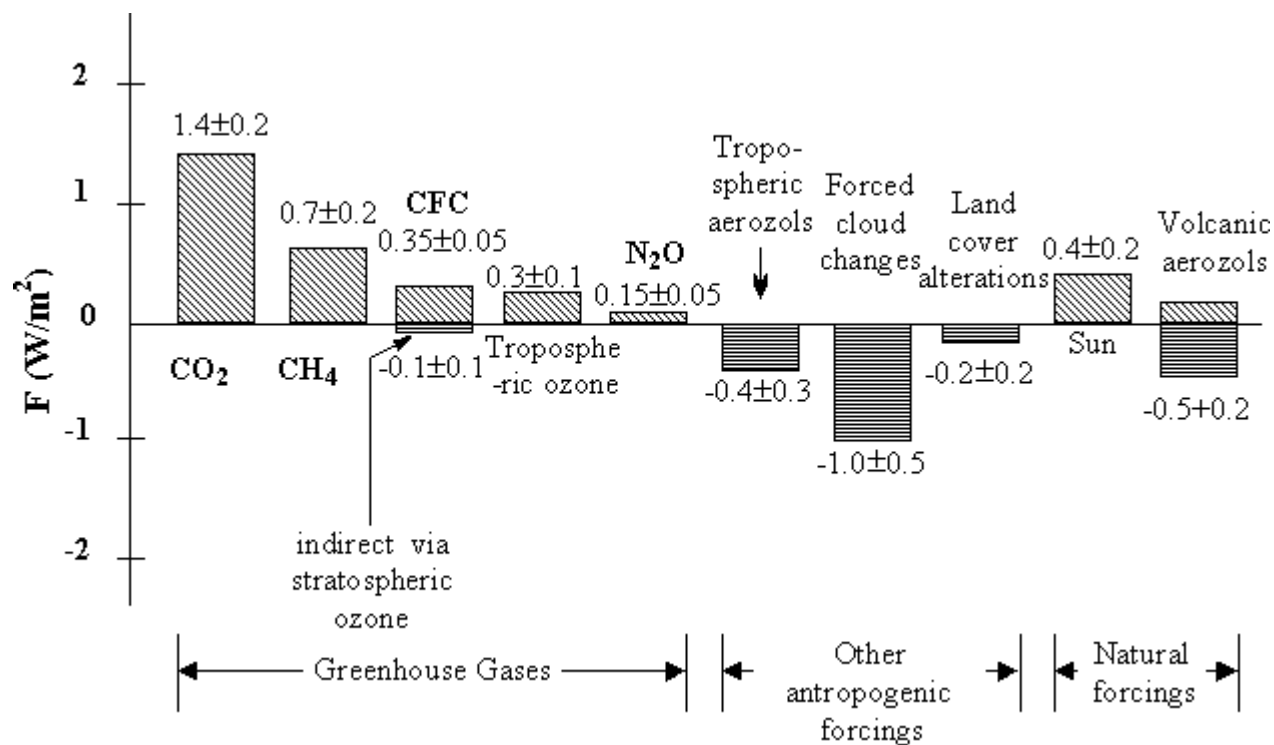 F (W/m²)
2
1
0
-1
-2
1.4±0.2
CO₂
0.7±0.2
CH₄
CFC
0.35±0.05
-0.1±0.1
indirect via
stratospheric
ozone
0.3±0.1
Troposphe
-ric ozone
N₂O
0.15±0.05
Tropo-
spheric
aerozols
-0.4±0.3
Forced
cloud
changes
-1.0±0.5
Land
cover
alterations
-0.2±0.2
0.4±0.2
Sun
Volcanic
aerozols
-0.5+0.2
Greenhouse Gases
Other
antropogenic
forcings
Natural
forcings